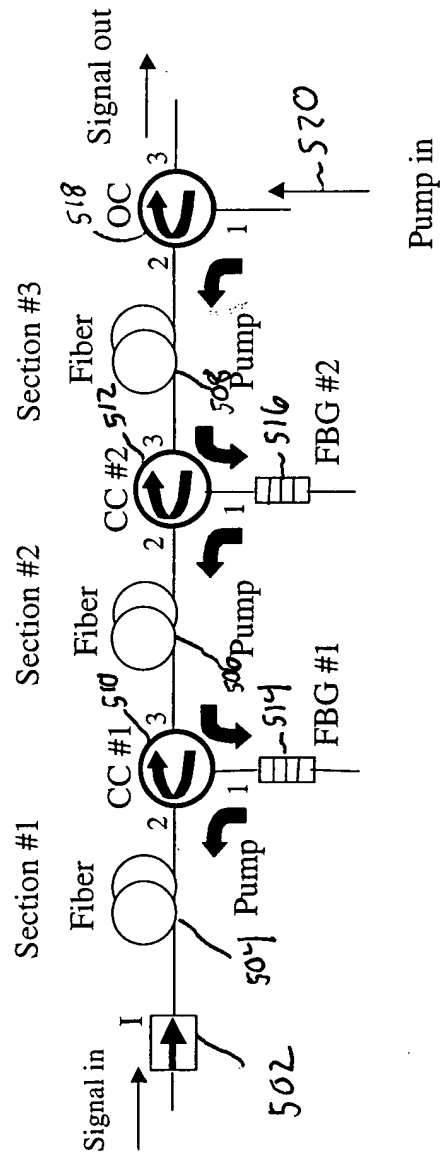 Section #1
Section #2
Section #3
Signal in
I
Fiber
CC #1
510
Fiber
CC #2
512
Fiber
518
OC
Signal out
2
3
2
3
2
3
502
504
Pump
1
514
FBG #1
506
Pump
1
516
FBG #2
508
Pump
1
520
Pump in